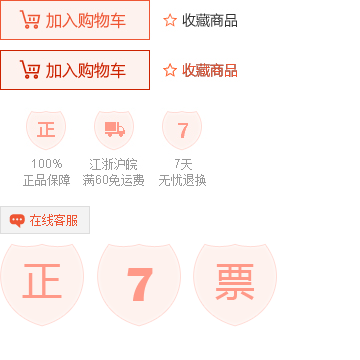 加入购物车 收藏商品
加入购物车 收藏商品
正 7
100% 江浙沪皖 7天
正品保障 满60免运费 无忧退换
在线客服
正 7 票